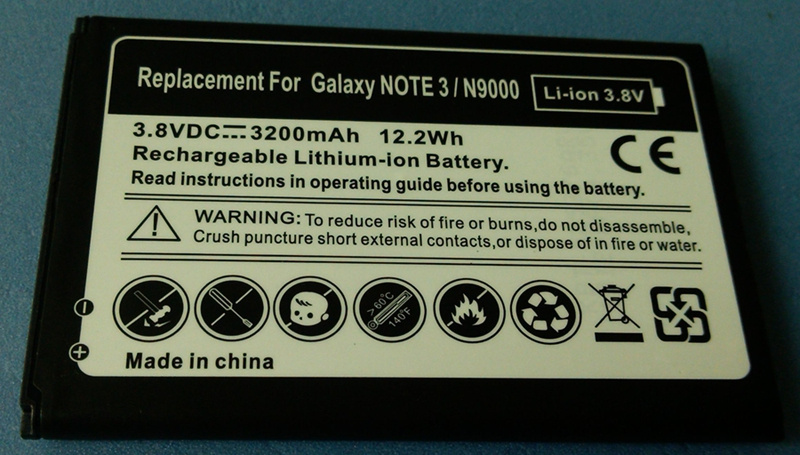 Replacement For Galaxy NOTE 3 / N9000 Li-ion 3.8V
3.8VDC⎓3200mAh 12.2Wh
CE
Rechargeable Lithium-ion Battery.
Read instructions in operating guide before using the battery.
WARNING: To reduce risk of fire or burns,do not disassemble,
Crush puncture short external contacts,or dispose of in fire or water.
>60°C
140°F
Made in china